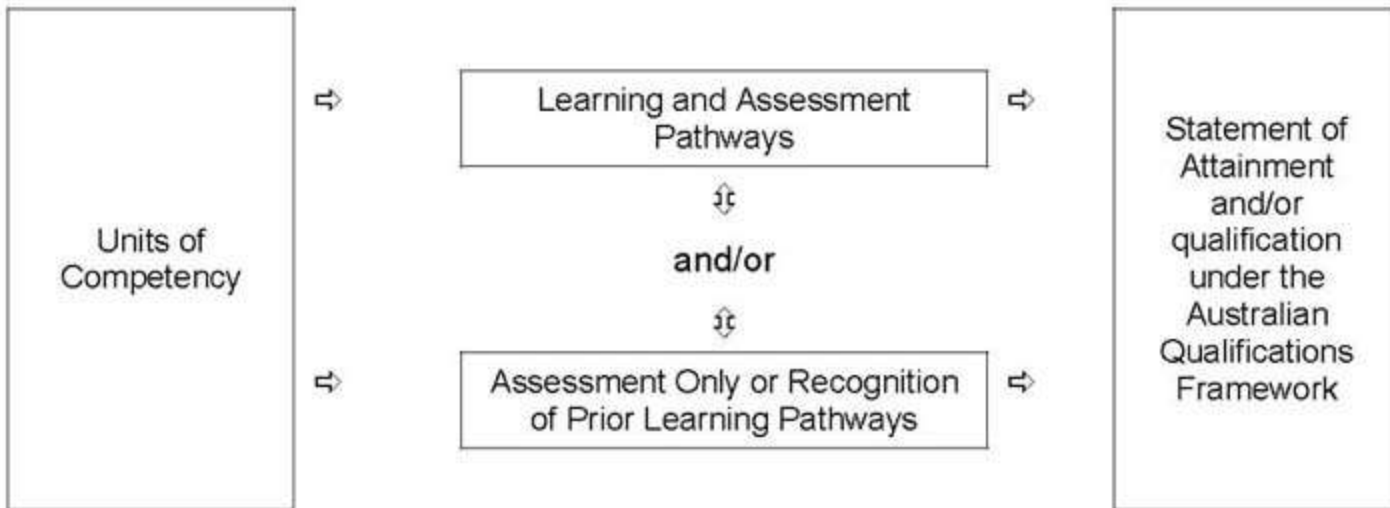 Units of
Competency
Learning and Assessment
Pathways
and/or
Assessment Only or Recognition
of Prior Learning Pathways
Statement of
Attainment
and/or
qualification
under the
Australian
Qualifications
Framework